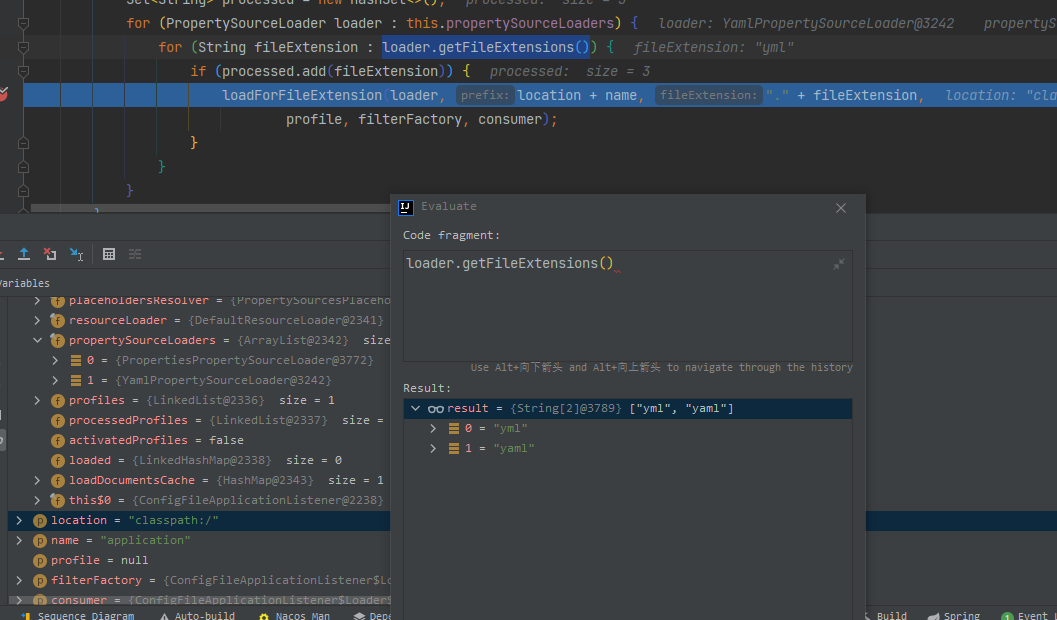 Set<String> processed = new HashSet<>(); processed: size = 3
for (PropertySourceLoader loader : this.propertySourceLoaders) { loader: YamlPropertySourceLoader@3242 propertyS
for (String fileExtension : loader.getFileExtensions()) { fileExtension: "yml"
if (processed.add(fileExtension)) { processed: size = 3
loadForFileExtension(loader, prefix: location + name, fileExtension: "." + fileExtension, location: "cla
profile, filterFactory, consumer);
}
}
}
Evaluate
Code fragment:
loader.getFileExtensions()
Use Alt+向下箭头 and Alt+向上箭头 to navigate through the history
Result:
result = {String[2]@3789} ["yml", "yaml"]
0 = "yml"
1 = "yaml"
ariables
placeholdersResolver = {PropertySourcesPlaceho
resourceLoader = {DefaultResourceLoader@2341}
propertySourceLoaders = {ArrayList@2342} size
0 = {PropertiesPropertySourceLoader@3772}
1 = {YamlPropertySourceLoader@3242}
profiles = {LinkedList@2336} size = 1
processedProfiles = {LinkedList@2337} size =
activatedProfiles = false
loaded = {LinkedHashMap@2338} size = 0
loadDocumentsCache = {HashMap@2343} size = 1
this$0 = {ConfigFileApplicationListener@2238}
location = "classpath:/"
name = "application"
profile = null
filterFactory = {ConfigFileApplicationListener$Lo
consumer = {ConfigFileApplicationListener$Loader$
Sequence Diagram Auto-build Nacos Man Depe Build Spring 1 Event